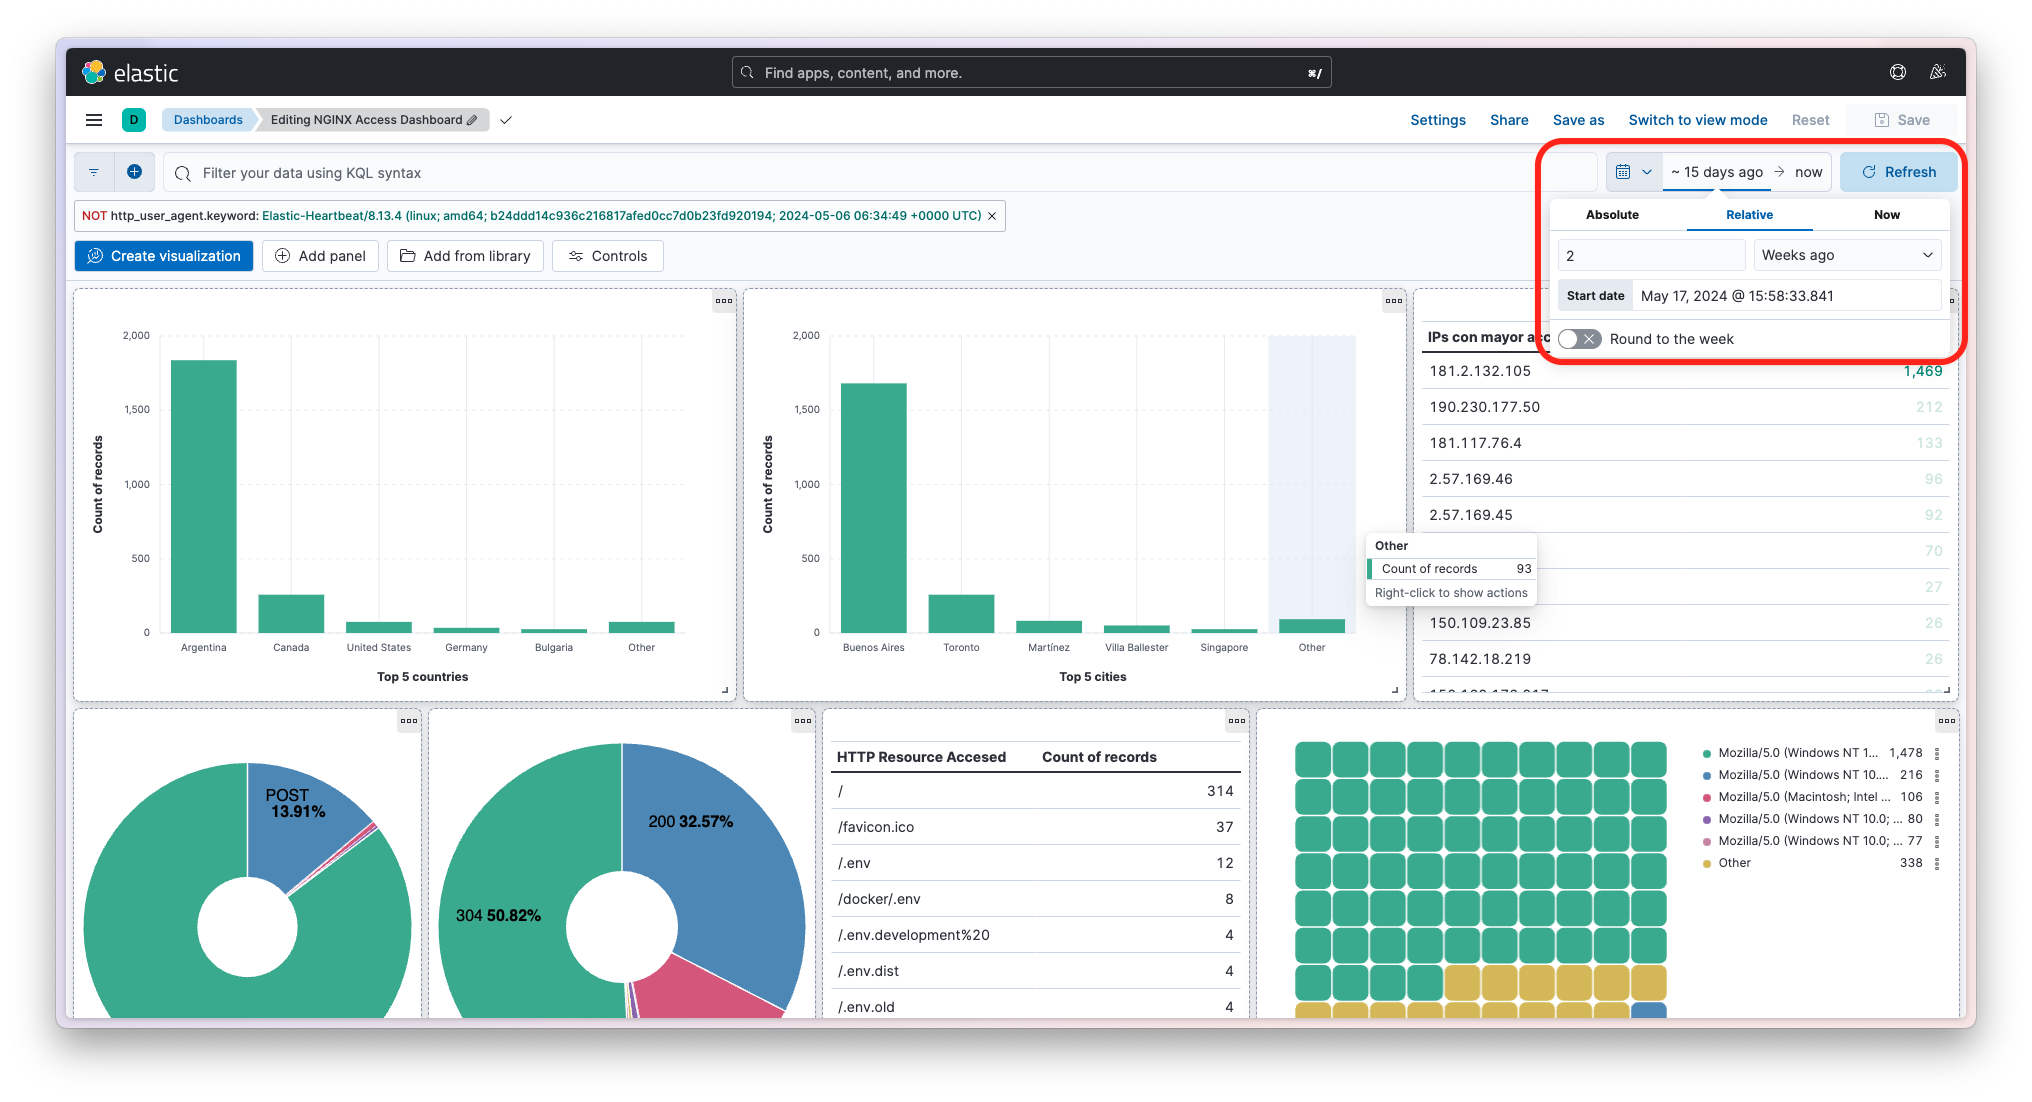 elastic
Find apps, content, and more.
⌘/
D
Dashboards
Editing NGINX Access Dashboard
Settings
Share
Save as
Switch to view mode
Reset
Save
Filter your data using KQL syntax
~ 15 days ago → now
Refresh
NOT http_user_agent.keyword: Elastic-Heartbeat/8.13.4 (linux; amd64; b24ddd14c936c216817afed0cc7d0b23fd920194; 2024-05-06 06:34:49 +0000 UTC) ×
Absolute
Relative
Now
2
Weeks ago
Start date
May 17, 2024 @ 15:58:33.841
Round to the week
Create visualization
Add panel
Add from library
Controls
2,000
1,500
1,000
500
0
Count of records
Argentina
Canada
United States
Germany
Bulgaria
Other
Top 5 countries
2,000
1,500
1,000
500
0
Count of records
Buenos Aires
Toronto
Martínez
Villa Ballester
Singapore
Other
Top 5 cities
Other
Count of records 93
Right-click to show actions
IPs con mayor acc
181.2.132.105 1,469
190.230.177.50 212
181.117.76.4 133
2.57.169.46 96
2.57.169.45 92
70
27
150.109.23.85 26
78.142.18.219 26
POST
13.91%
200 32.57%
304 50.82%
HTTP Resource Accesed Count of records
/ 314
/favicon.ico 37
/.env 12
/docker/.env 8
/.env.development%20 4
/.env.dist 4
/.env.old 4
Mozilla/5.0 (Windows NT 1... 1,478
Mozilla/5.0 (Windows NT 10.... 216
Mozilla/5.0 (Macintosh; Intel ... 106
Mozilla/5.0 (Windows NT 10.0; ... 80
Mozilla/5.0 (Windows NT 10.0; ... 77
Other 338